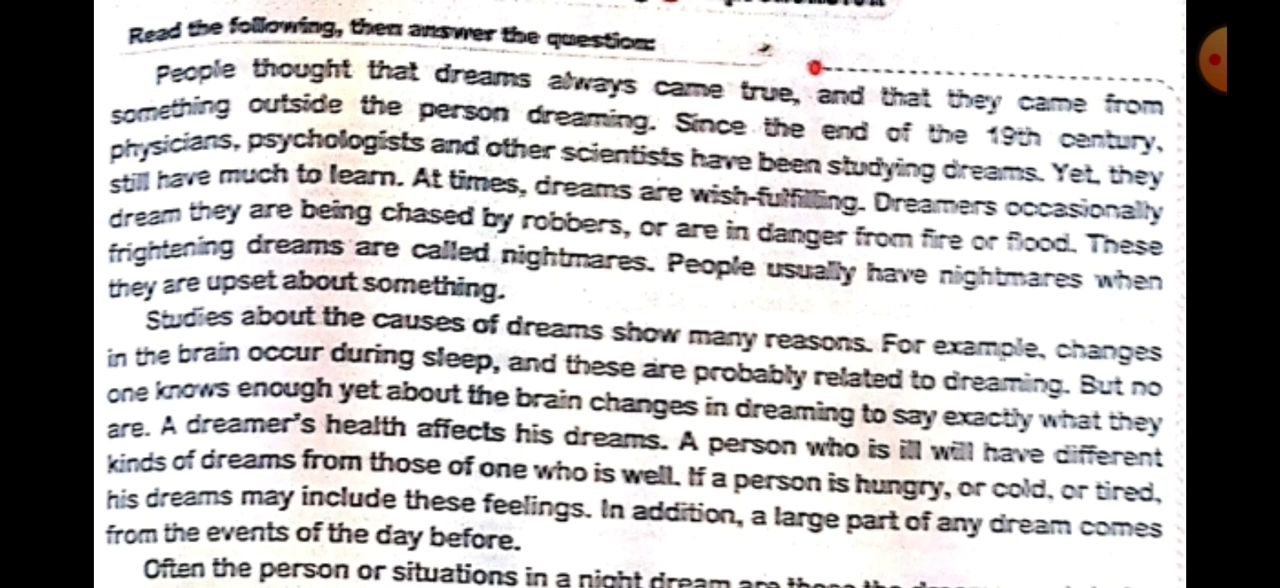 Read the following, then answer the question:
People thought that dreams always came true, and that they came from
something outside the person dreaming. Since the end of the 19th century,
physicians, psychologists and other scientists have been studying dreams. Yet, they
still have much to learn. At times, dreams are wish-fulfilling. Dreamers occasionally
dream they are being chased by robbers, or are in danger from fire or flood. These
frightening dreams are called nightmares. People usually have nightmares when
they are upset about something.
Studies about the causes of dreams show many reasons. For example, changes
in the brain occur during sleep, and these are probably related to dreaming. But no
one knows enough yet about the brain changes in dreaming to say exactly what they
are. A dreamer's health affects his dreams. A person who is ill will have different
kinds of dreams from those of one who is well. If a person is hungry, or cold, or tired,
his dreams may include these feelings. In addition, a large part of any dream comes
from the events of the day before.
Often the person or situations in a night dream are those the